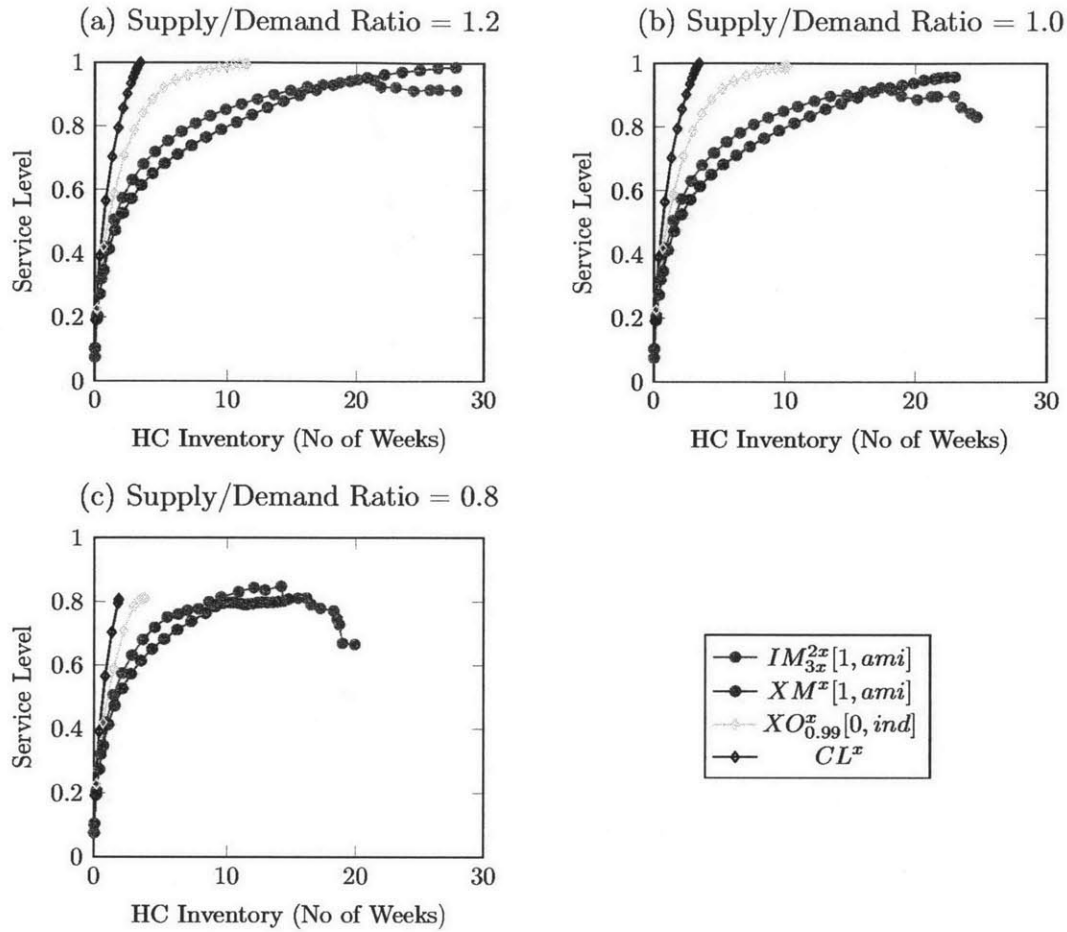 (a) Supply/Demand Ratio = 1.2
1
0.8
0.6
0.4
0.2
0
Service Level
0 10 20 30
HC Inventory (No of Weeks)
(b) Supply/Demand Ratio = 1.0
1
0.8
0.6
0.4
0.2
0
Service Level
0 10 20 30
HC Inventory (No of Weeks)
(c) Supply/Demand Ratio = 0.8
1
0.8
0.6
0.4
0.2
0
Service Level
0 10 20 30
HC Inventory (No of Weeks)
$IM_{3x}^{2x}[1, ami]$
$XM^{x}[1, ami]$
$XO_{0.99}^{x}[0, ind]$
$CL^{x}$